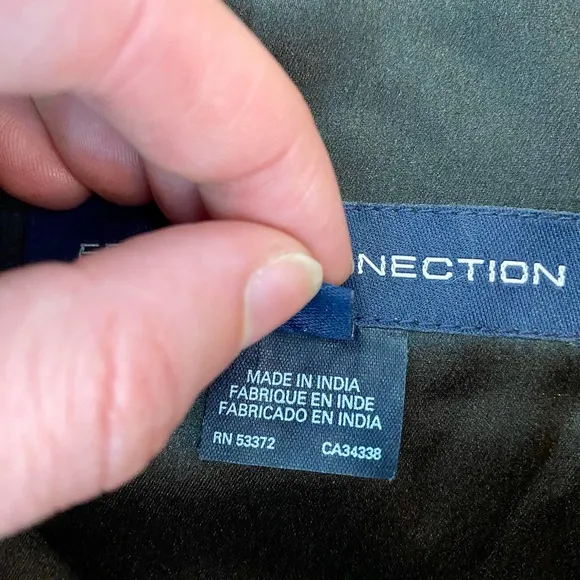 NECTION
MADE IN INDIA
FABRIQUE EN INDE
FABRICADO EN INDIA
RN 53372 CA34338